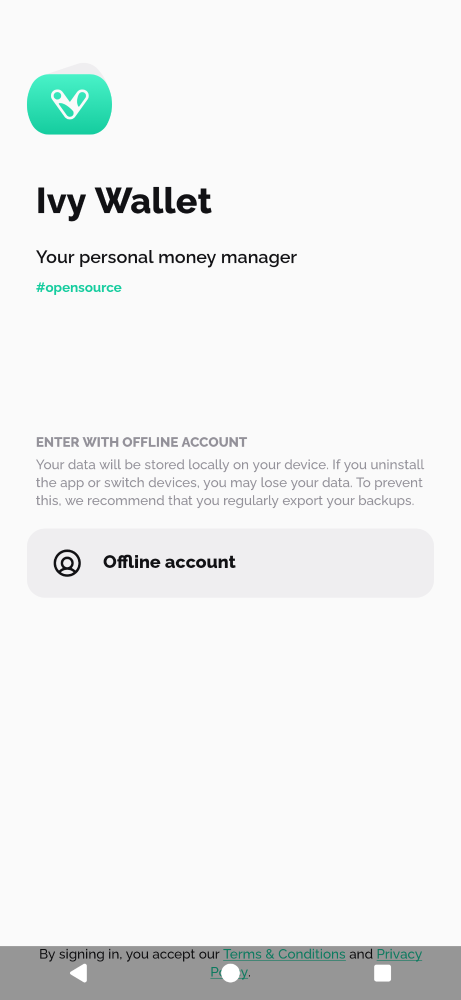 Ivy Wallet
Your personal money manager
#opensource
ENTER WITH OFFLINE ACCOUNT
Your data will be stored locally on your device. If you uninstall
the app or switch devices, you may lose your data. To prevent
this, we recommend that you regularly export your backups.
Offline account
By signing in, you accept our Terms & Conditions and Privacy